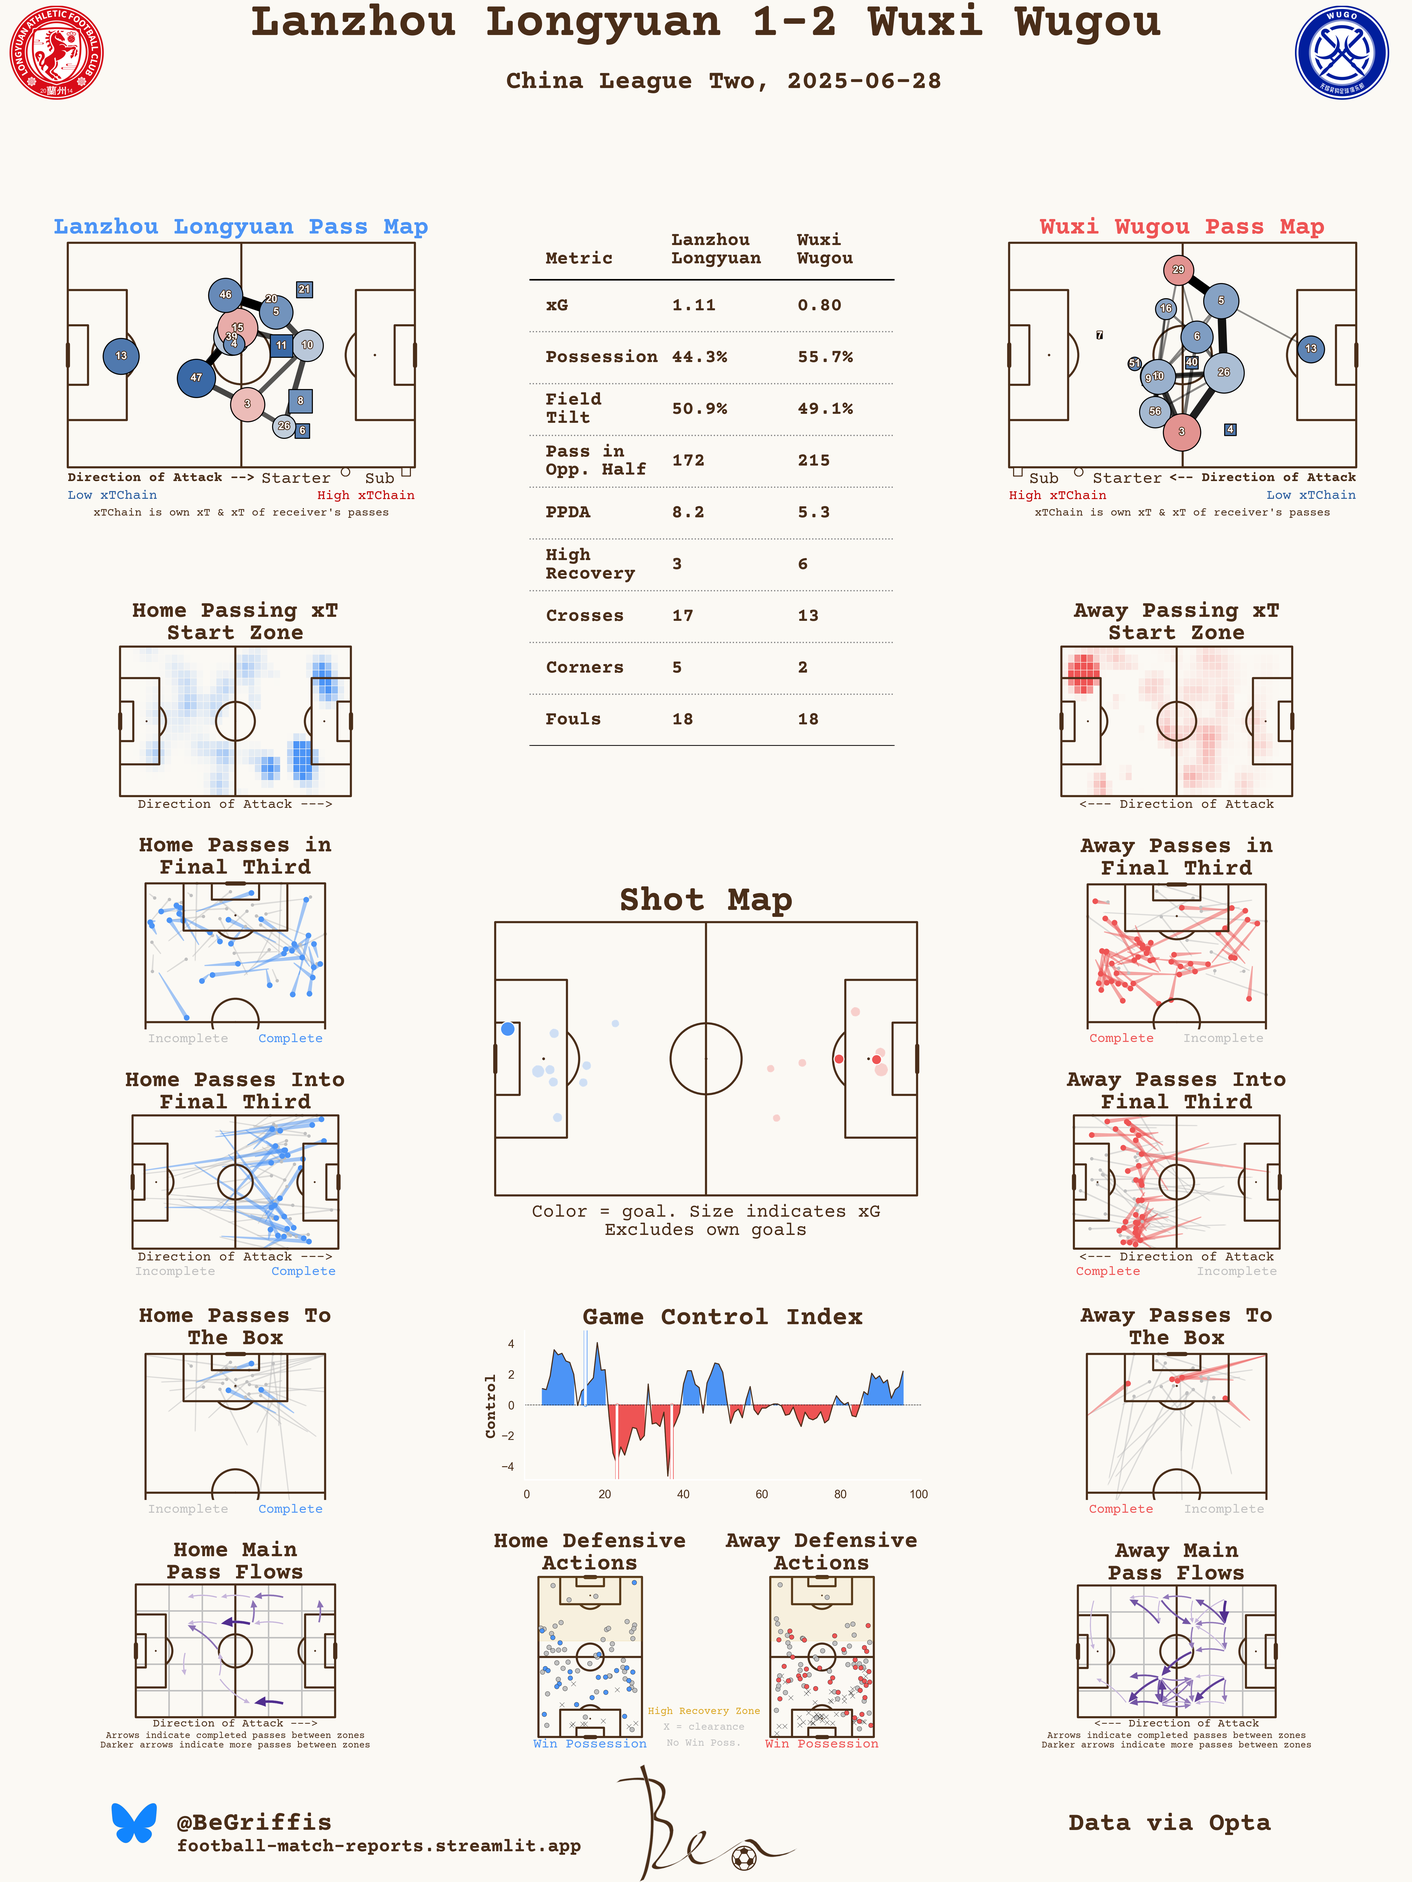 Lanzhou Longyuan 1-2 Wuxi Wugou
China League Two, 2025-06-28
LONGYUAN ATHLETIC FOOTBALL CLUB
20 蘭州 14
WUGO
Lanzhou Longyuan Pass Map
46
20
21
5
15
39
4
11
10
13
47
3
8
26
6
Direction of Attack --> Starter Sub
Low xTChain High xTChain
xTChain is own xT & xT of receiver's passes
Metric Lanzhou Longyuan Wuxi Wugou
xG 1.11 0.80
Possession 44.3% 55.7%
Field Tilt 50.9% 49.1%
Pass in Opp. Half 172 215
PPDA 8.2 5.3
High Recovery 3 6
Crosses 17 13
Corners 5 2
Fouls 18 18
Wuxi Wugou Pass Map
29
5
16
7
6
13
51
40
9
10
26
56
3
4
Sub Starter <-- Direction of Attack
High xTChain Low xTChain
xTChain is own xT & xT of receiver's passes
Home Passing xT
Start Zone
Direction of Attack --->
Away Passing xT
Start Zone
<--- Direction of Attack
Home Passes in
Final Third
Incomplete Complete
Away Passes in
Final Third
Complete Incomplete
Shot Map
Color = goal. Size indicates xG
Excludes own goals
Home Passes Into
Final Third
Direction of Attack --->
Incomplete Complete
Away Passes Into
Final Third
<--- Direction of Attack
Complete Incomplete
Home Passes To
The Box
Incomplete Complete
Game Control Index
Control
4
2
0
−2
−4
0 20 40 60 80 100
Away Passes To
The Box
Complete Incomplete
Home Main
Pass Flows
Direction of Attack --->
Arrows indicate completed passes between zones
Darker arrows indicate more passes between zones
Home Defensive
Actions
Win Possession
Away Defensive
Actions
Win Possession
High Recovery Zone
X = clearance
No Win Poss.
Away Main
Pass Flows
<--- Direction of Attack
Arrows indicate completed passes between zones
Darker arrows indicate more passes between zones
@BeGriffis
football-match-reports.streamlit.app
Ben
Data via Opta